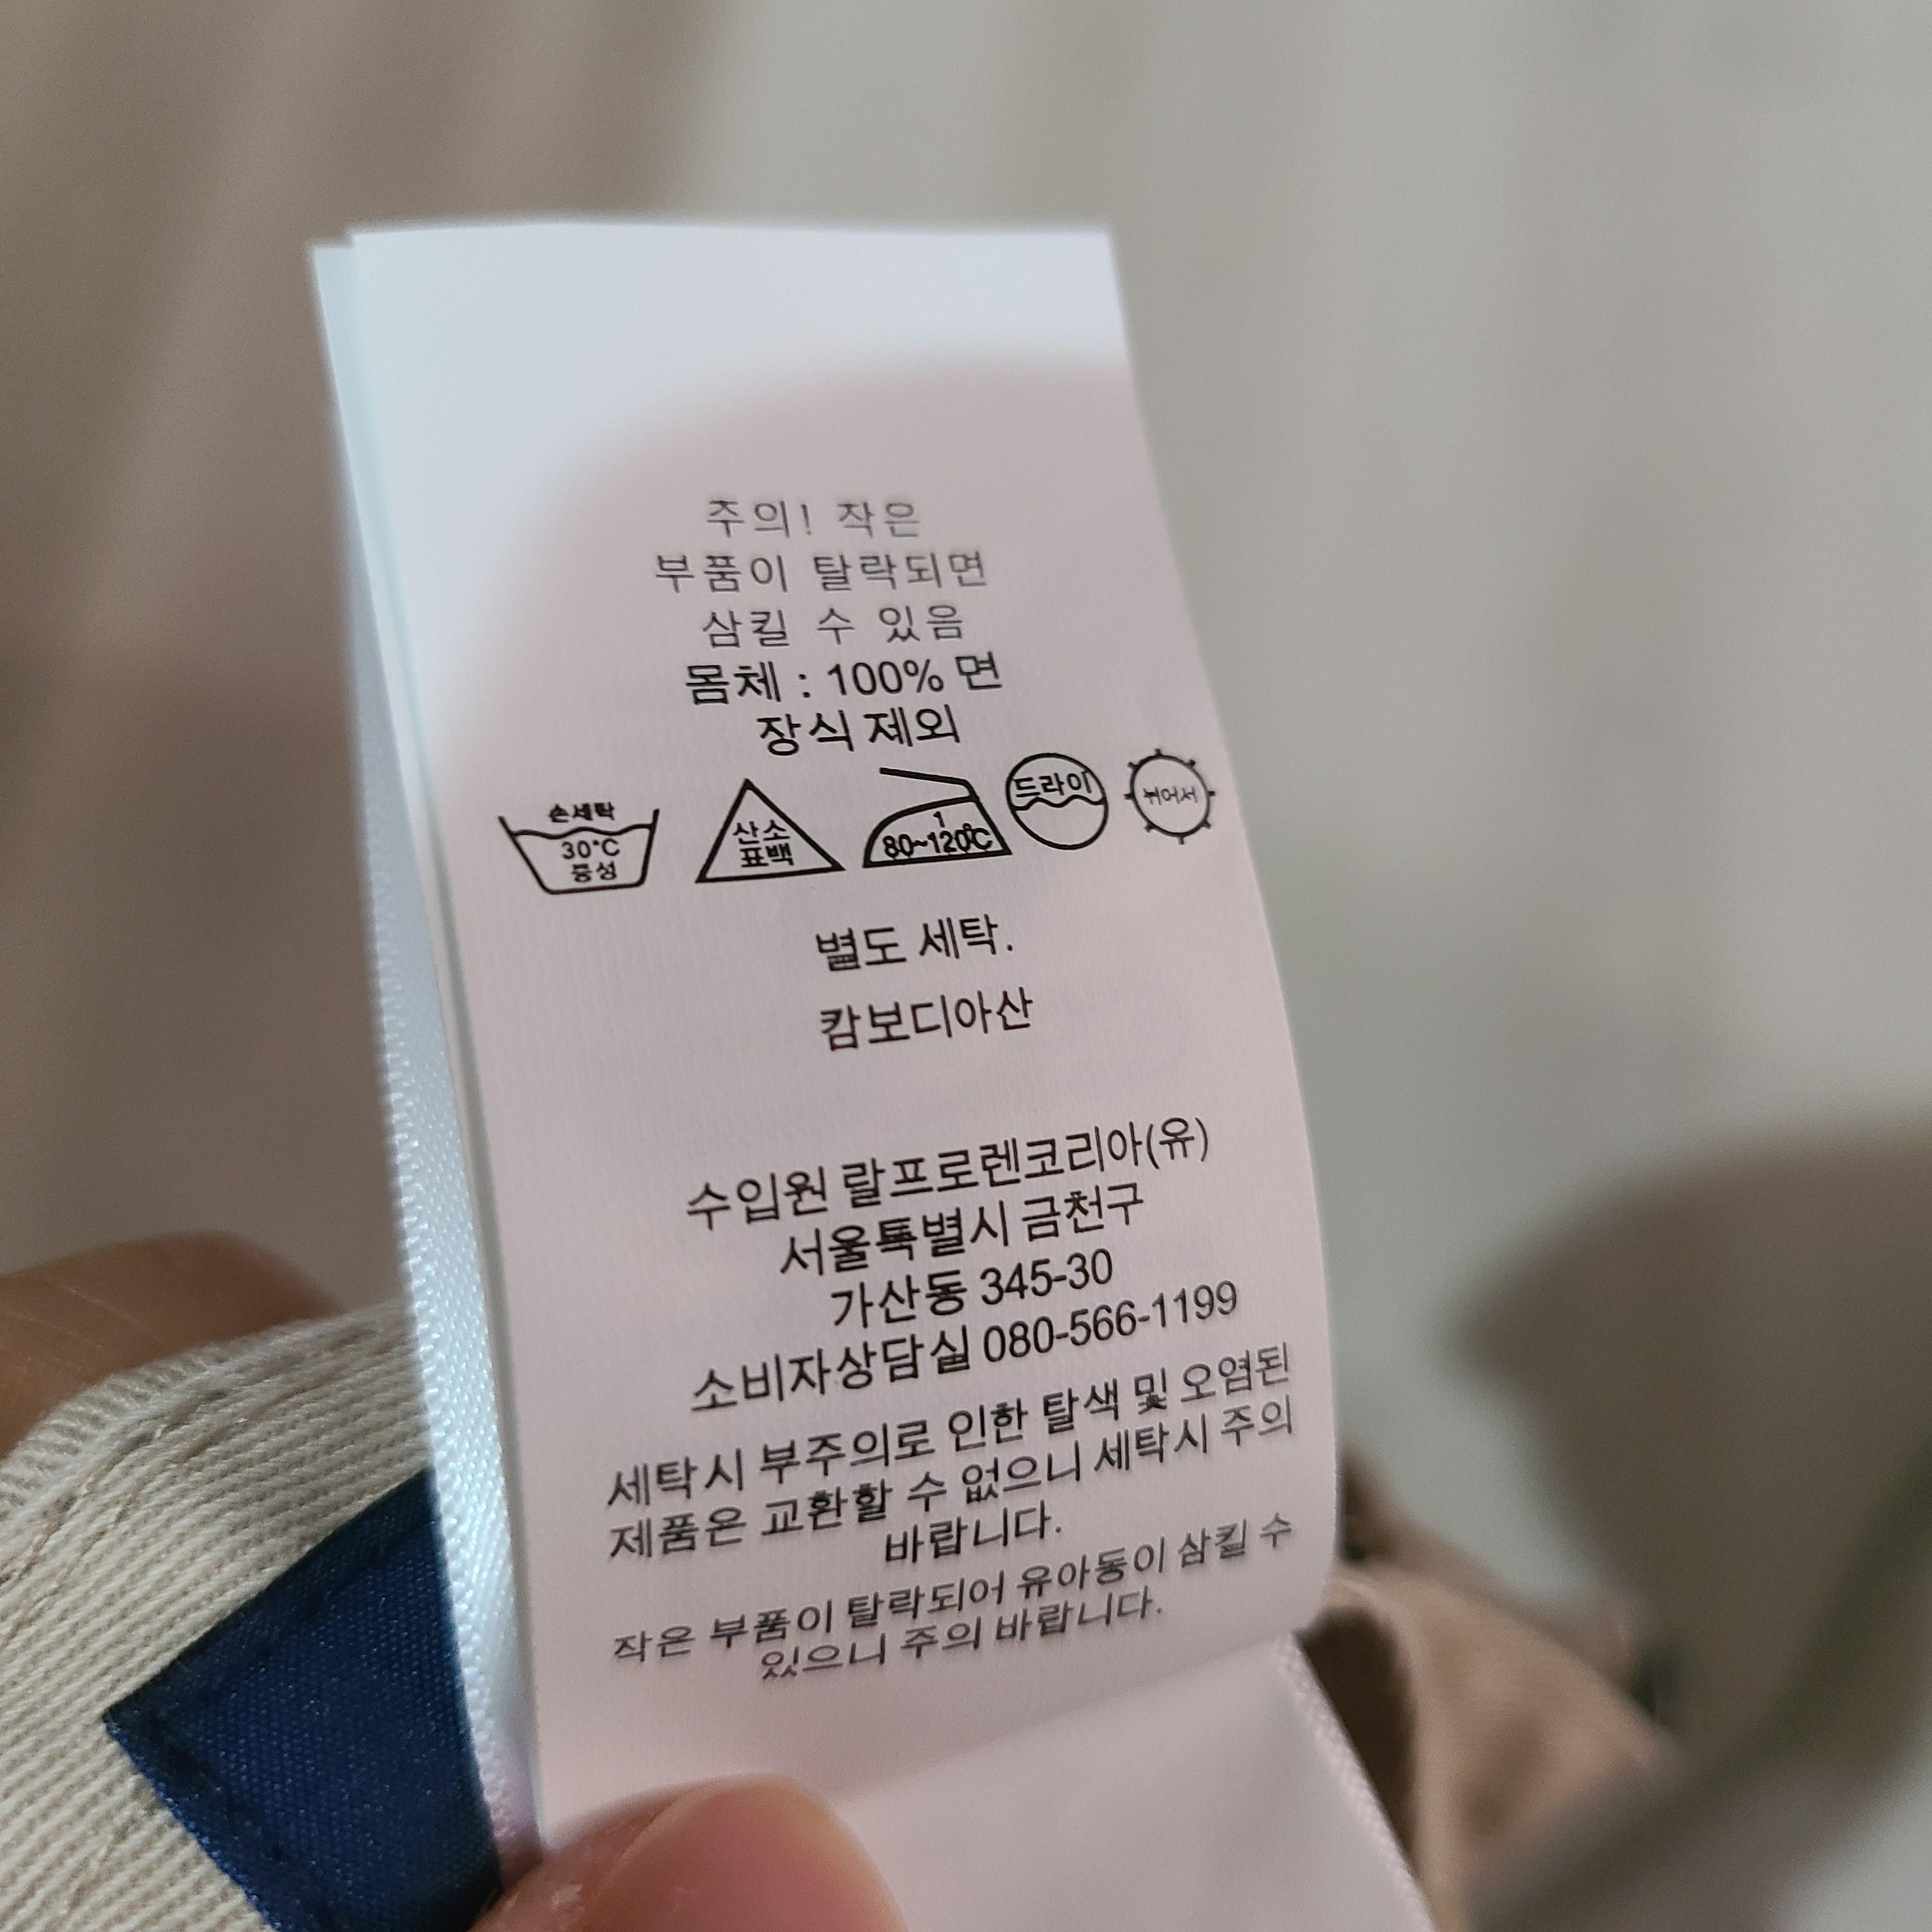 주의! 작은
부품이 탈락되면
삼킬 수 있음
몸체 : 100% 면
장식 제외
손세탁
30°C
중성
산소
표백
1
80~120℃
드라이
뉘어서
별도 세탁.
캄보디아산
수입원 랄프로렌코리아(유)
서울특별시 금천구
가산동 345-30
소비자상담실 080-566-1199
세탁시 부주의로 인한 탈색 및 오염된
제품은 교환할 수 없으니 세탁시 주의
바랍니다.
작은 부품이 탈락되어 유아동이 삼킬 수
있으니 주의 바랍니다.